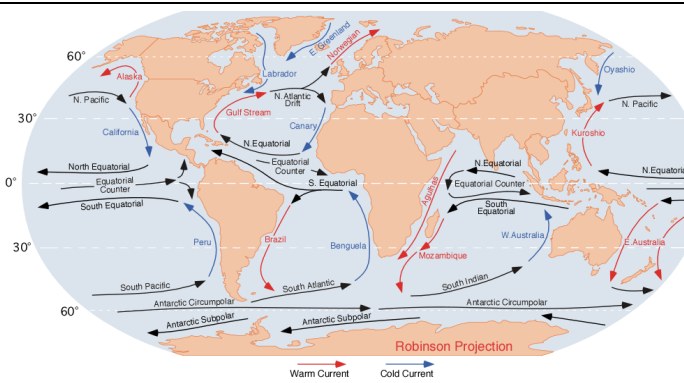 E. Greenland
Norwegian
60°
Alaska
Labrador
Oyashio
N. Pacific
N. Atlantic
Drift
N. Pacific
Gulf Stream
30°
California
Canary
Kuroshio
N.Equatorial
North Equatorial
Equatorial
Counter
N.Equatorial
N.Equatorial
0°
Equatorial
Counter
S. Equatorial
Agulhas
Equatorial Counter
South Equatorial
South
Equatorial
Peru
Brazil
Benguela
Mozambique
W.Australia
E.Australia
30°
South Pacific
South Atlantic
South Indian
Antarctic Circumpolar
Antarctic Circumpolar
60°
Antarctic Subpolar
Antarctic Subpolar
Robinson Projection
Warm Current
Cold Current